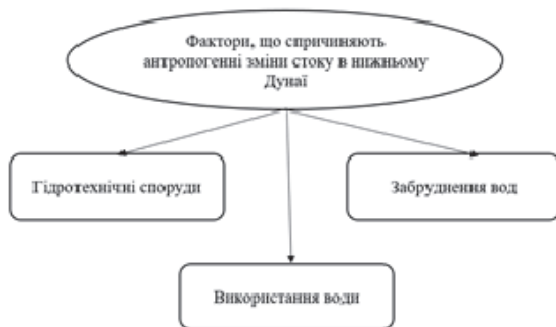 Фактори, що спричиняють
антропогенні зміни стоку в нижньому
Дунаї
Гідротехнічні споруди
Забруднення вод
Використання води